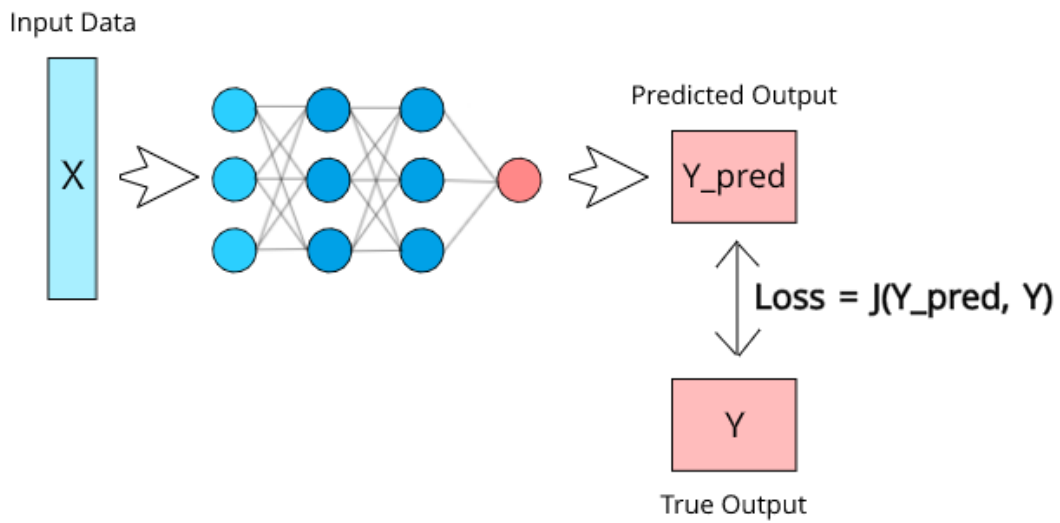 Input Data
X
Predicted Output
Y_pred
Loss = J(Y_pred, Y)
Y
True Output